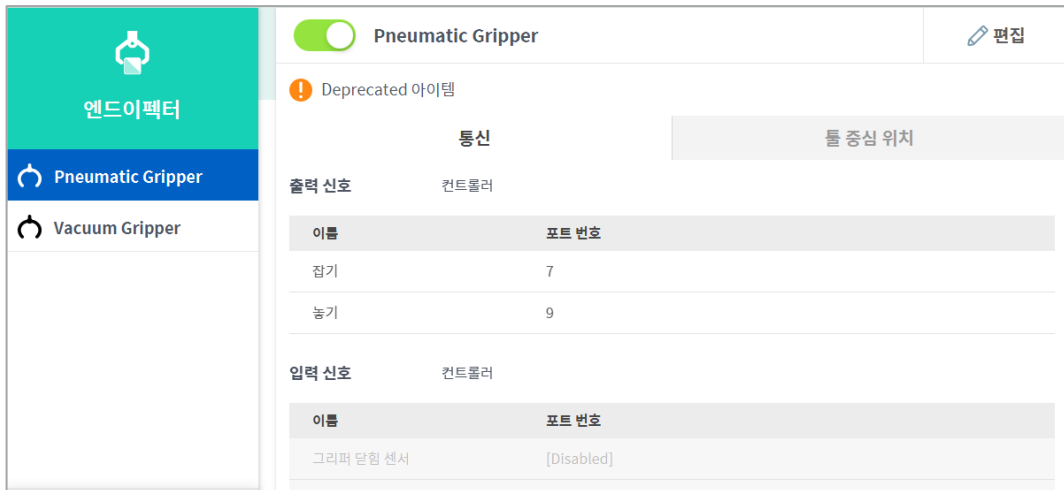 엔드이펙터
Pneumatic Gripper
Vacuum Gripper
Pneumatic Gripper
편집
Deprecated 아이템
통신
툴 중심 위치
출력 신호 컨트롤러
이름 포트 번호
잡기 7
놓기 9
입력 신호 컨트롤러
이름 포트 번호
그리퍼 닫힘 센서 [Disabled]